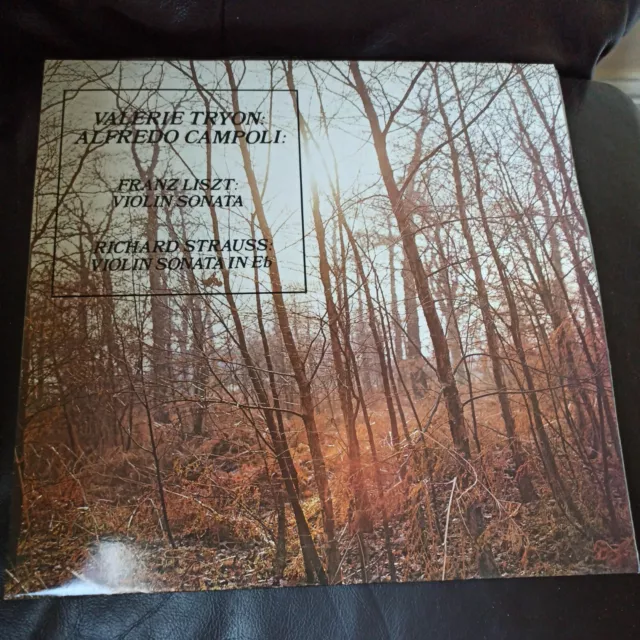 VALERIE TRYON:
ALFREDO CAMPOLI:
FRANZ LISZT:
VIOLIN SONATA
RICHARD STRAUSS:
VIOLIN SONATA IN E♭